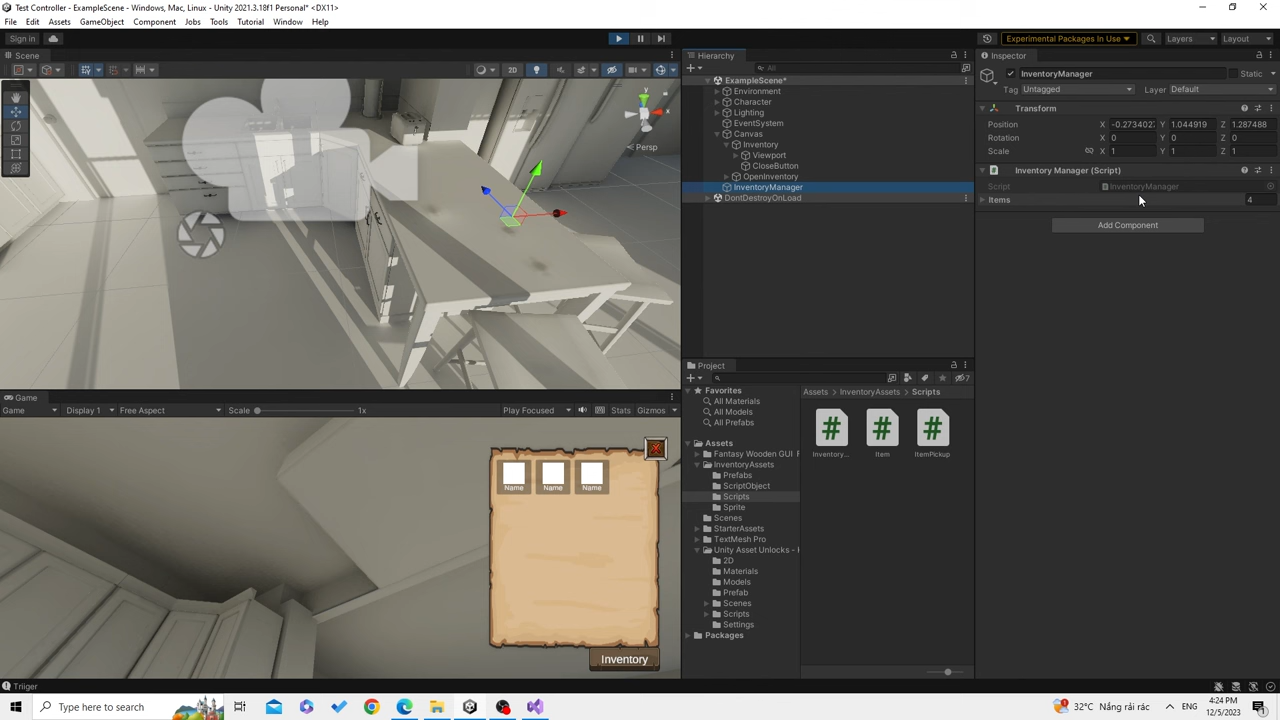 Test Controller - ExampleScene - Windows, Mac, Linux - Unity 2021.3.18f1 Personal* <DX11>
File Edit Assets GameObject Component Jobs Tools Tutorial Window Help
Sign in
Experimental Packages In Use
Layers
Layout
Scene
2D
y
x
Persp
Game
Game
Display 1
Free Aspect
Scale
1x
Play Focused
Stats
Gizmos
Name
Name
Name
Inventory
Hierarchy
All
ExampleScene*
Environment
Character
Lighting
EventSystem
Canvas
Inventory
Viewport
CloseButton
OpenInventory
InventoryManager
DontDestroyOnLoad
Project
7
Favorites
All Materials
All Models
All Prefabs
Assets
Fantasy Wooden GUI F
InventoryAssets
Prefabs
ScriptObject
Scripts
Sprite
Scenes
StarterAssets
TextMesh Pro
Unity Asset Unlocks -
2D
Materials
Models
Prefab
Scenes
Scripts
Settings
Packages
Assets
InventoryAssets
Scripts
Inventory...
Item
ItemPickup
Inspector
InventoryManager
Static
Tag Untagged
Layer Default
Transform
Position X -0.273402 Y 1.044919 Z 1.287488
Rotation X 0 Y 0 Z 0
Scale X 1 Y 1 Z 1
Inventory Manager (Script)
Script InventoryManager
Items 4
Add Component
Triiger
Type here to search
32°C Nắng rải rác
ENG
4:24 PM
12/5/2023